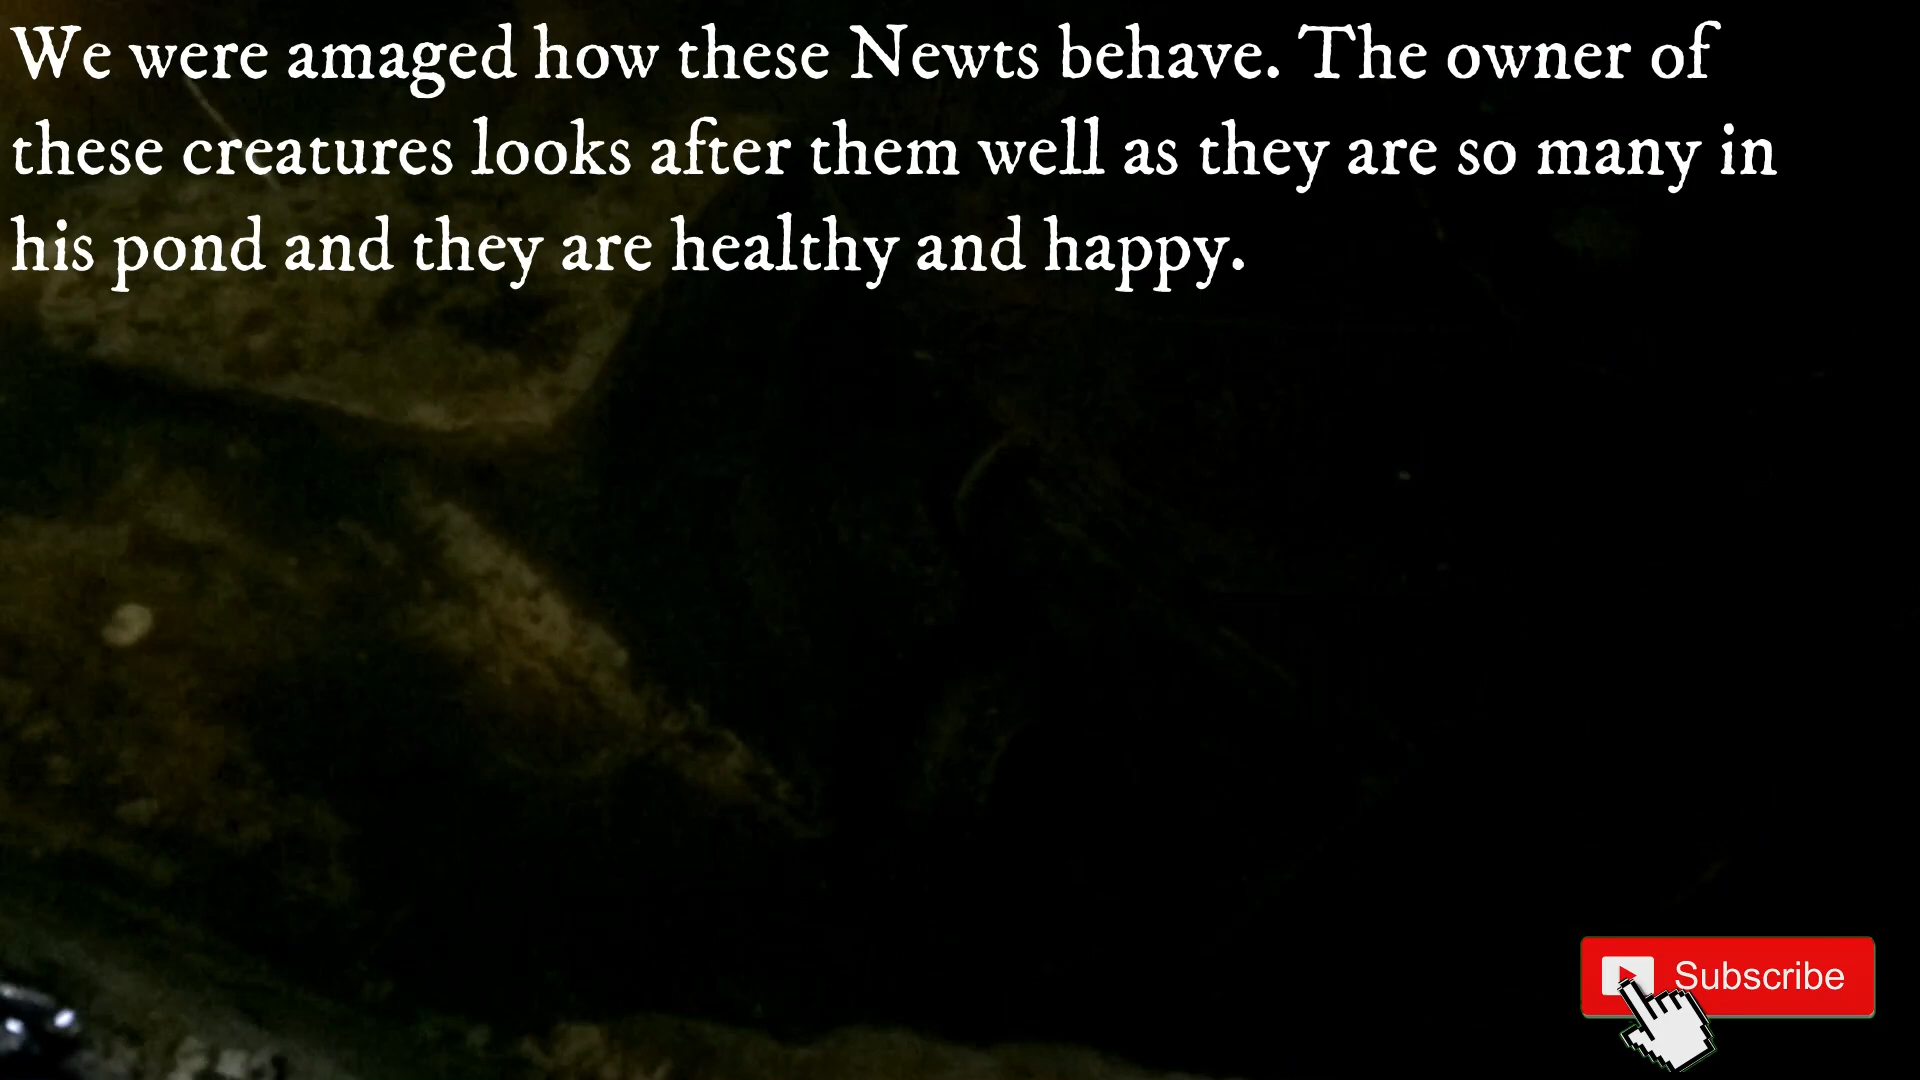 We were amaged how these Newts behave. The owner of
these creatures looks after them well as they are so many in
his pond and they are healthy and happy.
Subscribe